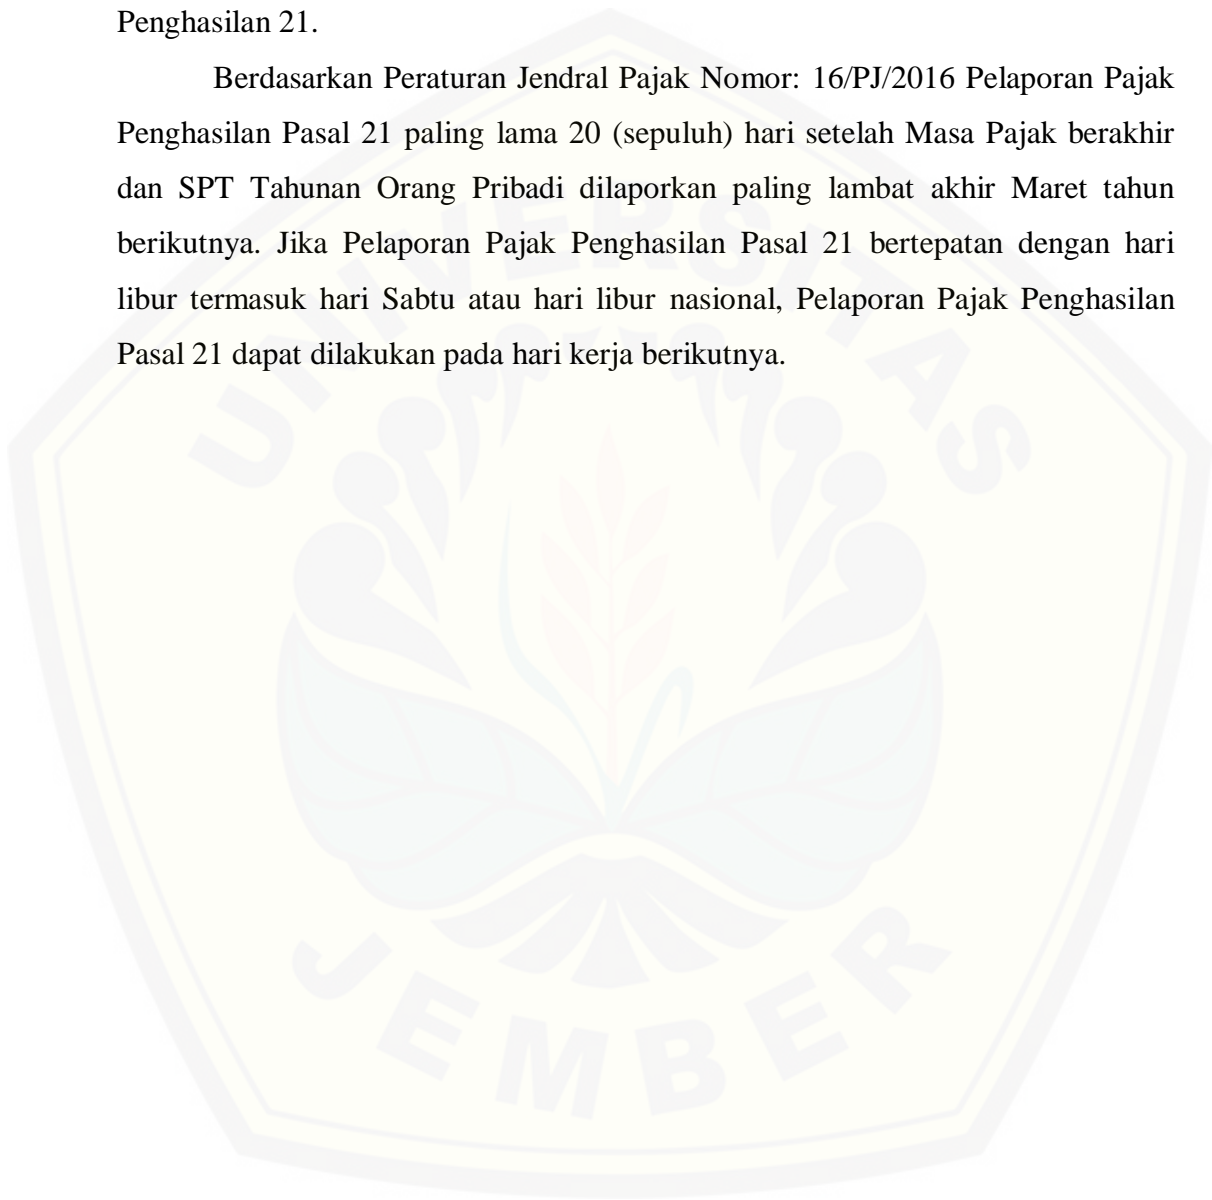 Penghasilan 21.
Berdasarkan Peraturan Jendral Pajak Nomor: 16/PJ/2016 Pelaporan Pajak
Penghasilan Pasal 21 paling lama 20 (sepuluh) hari setelah Masa Pajak berakhir
dan SPT Tahunan Orang Pribadi dilaporkan paling lambat akhir Maret tahun
berikutnya. Jika Pelaporan Pajak Penghasilan Pasal 21 bertepatan dengan hari
libur termasuk hari Sabtu atau hari libur nasional, Pelaporan Pajak Penghasilan
Pasal 21 dapat dilakukan pada hari kerja berikutnya.
UNIVERSITAS
JEMBER